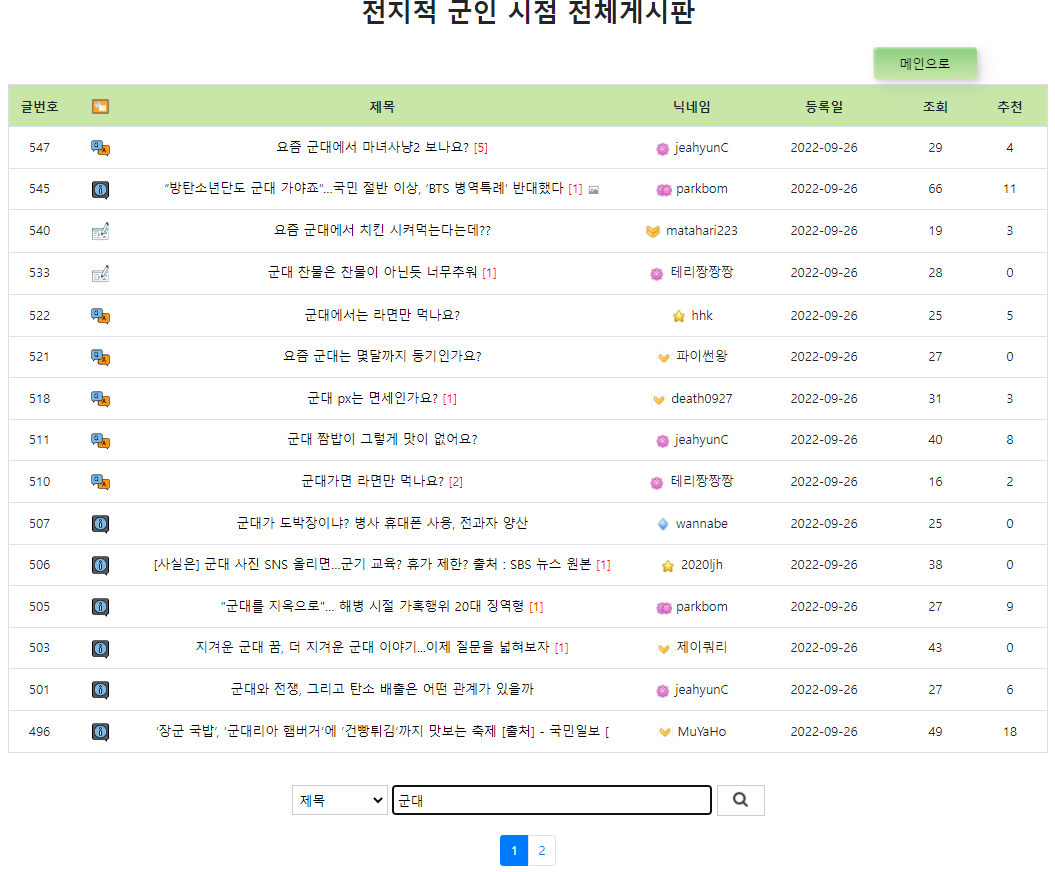 전지적 군인 시점 전체게시판
메인으로
글번호 제목 닉네임 등록일 조회 추천
547 요즘 군대에서 마녀사냥2 보나요? [5] jeahyunC 2022-09-26 29 4
545 “방탄소년단도 군대 가야죠”...국민 절반 이상, ‘BTS 병역특례’ 반대했다 [1] parkbom 2022-09-26 66 11
540 요즘 군대에서 치킨 시켜먹는다는데?? matahari223 2022-09-26 19 3
533 군대 찬물은 찬물이 아닌듯 너무추워 [1] 테리짱짱짱 2022-09-26 28 0
522 군대에서는 라면만 먹나요? hhk 2022-09-26 25 5
521 요즘 군대는 몇달까지 동기인가요? 파이썬왕 2022-09-26 27 0
518 군대 px는 면세인가요? [1] death0927 2022-09-26 31 3
511 군대 짬밥이 그렇게 맛이 없어요? jeahyunC 2022-09-26 40 8
510 군대가면 라면만 먹나요? [2] 테리짱짱짱 2022-09-26 16 2
507 군대가 도박장이냐? 병사 휴대폰 사용, 전과자 양산 wannabe 2022-09-26 25 0
506 [사실은] 군대 사진 SNS 올리면...군기 교육? 휴가 제한? 출처 : SBS 뉴스 원본 [1] 2020ljh 2022-09-26 38 0
505 "군대를 지옥으로"... 해병 시절 가혹행위 20대 징역형 [1] parkbom 2022-09-26 27 9
503 지겨운 군대 꿈, 더 지겨운 군대 이야기...이제 질문을 넓혀보자 [1] 제이쿼리 2022-09-26 43 0
501 군대와 전쟁, 그리고 탄소 배출은 어떤 관계가 있을까 jeahyunC 2022-09-26 27 6
496 ‘장군 국밥’, ‘군대리아 햄버거’에 ‘건빵튀김’까지 맛보는 축제 [출처] - 국민일보 [ MuYaHo 2022-09-26 49 18
제목 군대
1 2